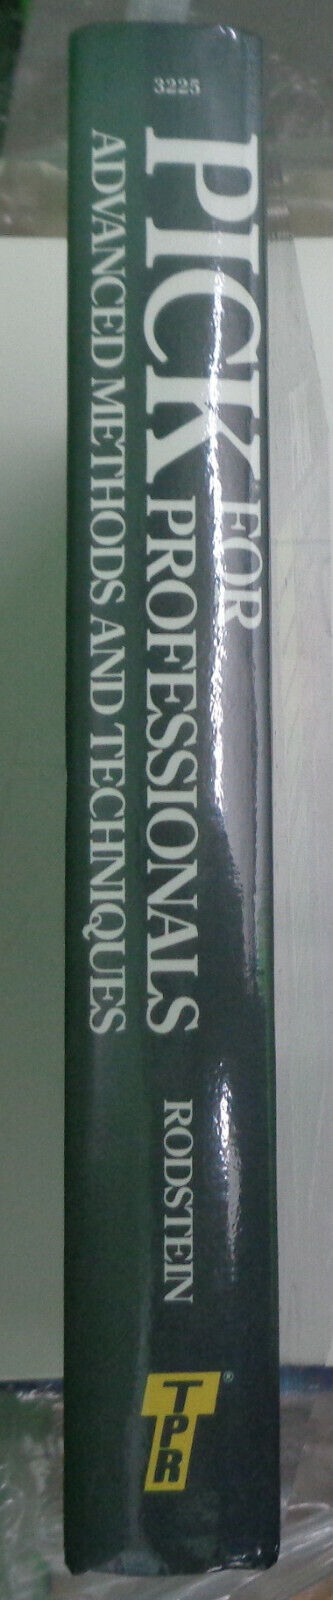 3225
PICK® FOR
PROFESSIONALS
ADVANCED METHODS AND TECHNIQUES
RODSTEIN
TPR®